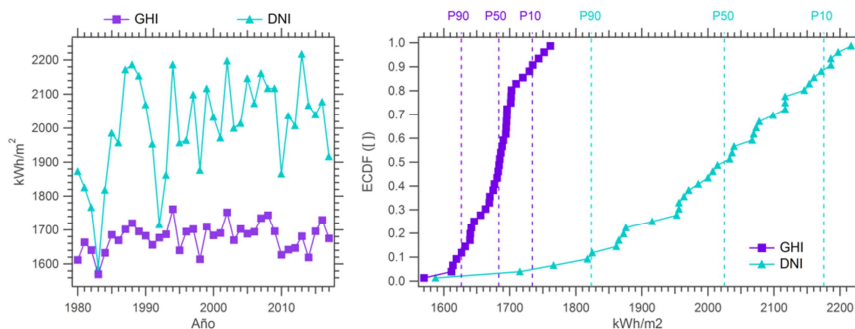 GHI DNI
kWh/m²
2200
2100
2000
1900
1800
1700
1600
1980 1990 2000 2010
Año
P90 P50 P10 P90 P50 P10
ECDF ([ ])
1.0
0.9
0.8
0.7
0.6
0.5
0.4
0.3
0.2
0.1
0.0
GHI
DNI
1600 1700 1800 1900 2000 2100 2200
kWh/m2